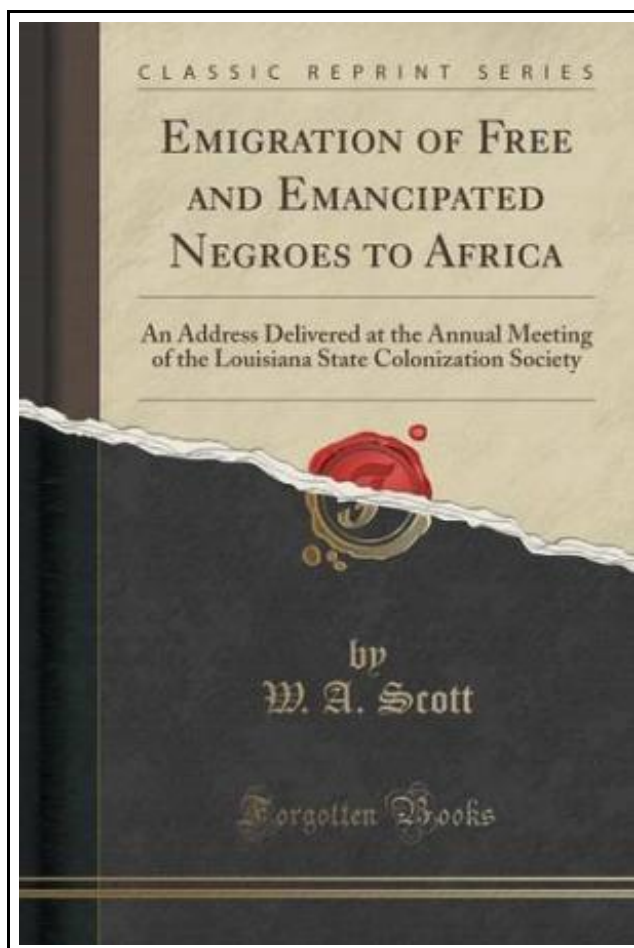 CLASSIC REPRINT SERIES
EMIGRATION OF FREE
AND EMANCIPATED
NEGROES TO AFRICA
An Address Delivered at the Annual Meeting
of the Louisiana State Colonization Society
F
by
W. A. Scott
Forgotten Books